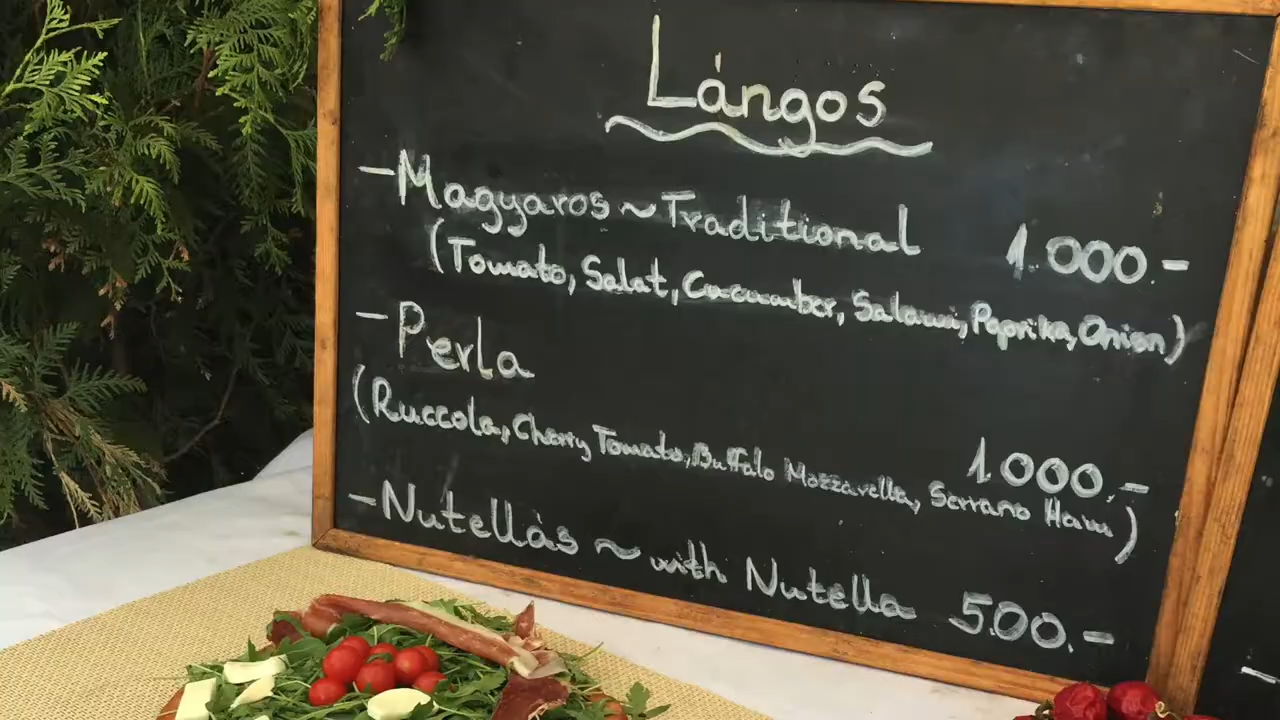 Lángos
-Magyaros ~ Traditional 1.000.-
(Tomato, Salat, Cucumber, Salami, Paprika, Onion)
- Perla
1.000.-
(Ruccola, Cherry Tomato, Buffalo Mozzarella, Serrano Ham)
-Nutellás ~ with Nutella 500.-